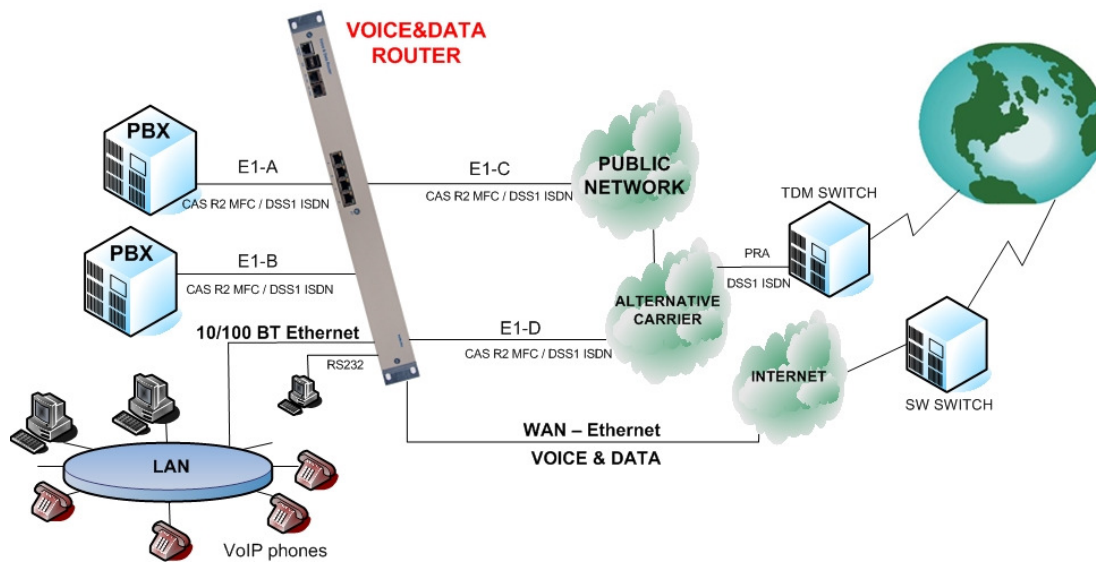 VOICE&DATA
ROUTER
PBX
E1-A
CAS R2 MFC / DSS1 ISDN
E1-C
CAS R2 MFC / DSS1 ISDN
PUBLIC
NETWORK
TDM SWITCH
PBX
E1-B
CAS R2 MFC / DSS1 ISDN
PRA
DSS1 ISDN
ALTERNATIVE
CARRIER
10/100 BT Ethernet
E1-D
CAS R2 MFC / DSS1 ISDN
RS232
INTERNET
SW SWITCH
WAN – Ethernet
VOICE & DATA
LAN
VoIP phones